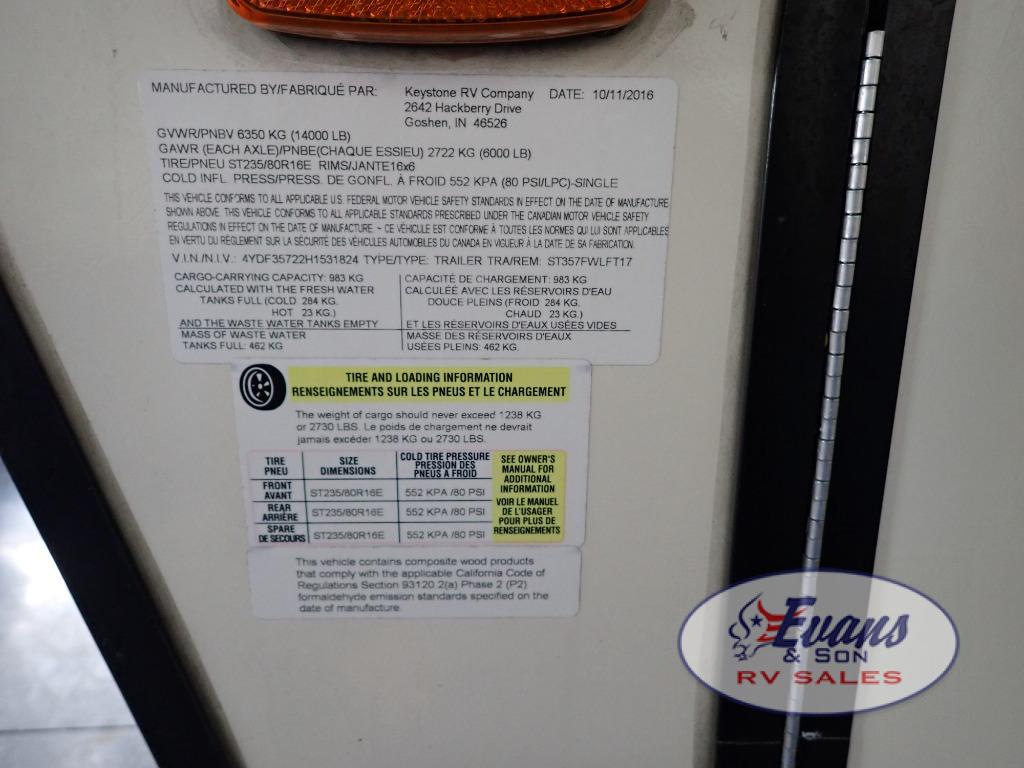 MANUFACTURED BY/FABRIQUÉ PAR: Keystone RV Company DATE: 10/11/2016
2642 Hackberry Drive
Goshen, IN 46526
GVWR/PNBV 6350 KG (14000 LB)
GAWR (EACH AXLE)/PNBE(CHAQUE ESSIEU) 2722 KG (6000 LB)
TIRE/PNEU ST235/80R16E RIMS/JANTE16x6
COLD INFL. PRESS/PRESS. DE GONFL. À FROID 552 KPA (80 PSI/LPC)-SINGLE
THIS VEHICLE CONFORMS TO ALL APPLICABLE U.S. FEDERAL MOTOR VEHICLE SAFETY STANDARDS IN EFFECT ON THE DATE OF MANUFACTURE
SHOWN ABOVE. THIS VEHICLE CONFORMS TO ALL APPLICABLE STANDARDS PRESCRIBED UNDER THE CANADIAN MOTOR VEHICLE SAFETY
REGULATIONS IN EFFECT ON THE DATE OF MANUFACTURE. - CE VÉHICULE EST CONFORME À TOUTES LES NORMES QUI LUI SONT APPLICABLES
EN VERTU DU RÈGLEMENT SUR LA SÉCURITÉ DES VÉHICULES AUTOMOBILES DU CANADA EN VIGUEUR À LA DATE DE SA FABRICATION.
V.I.N./N.I.V.: 4YDF35722H1531824 TYPE/TYPE: TRAILER TRA/REM: ST357FWLFT17
CARGO-CARRYING CAPACITY: 983 KG
CALCULATED WITH THE FRESH WATER
TANKS FULL (COLD 284 KG.
HOT 23 KG.)
AND THE WASTE WATER TANKS EMPTY
MASS OF WASTE WATER
TANKS FULL: 462 KG
CAPACITÉ DE CHARGEMENT: 983 KG
CALCULÉE AVEC LES RÉSERVOIRS D'EAU
DOUCE PLEINS (FROID 284 KG.
CHAUD 23 KG.)
ET LES RÉSERVOIRS D'EAUX USÉES VIDES
MASSE DES RÉSERVOIRS D'EAUX
USÉES PLEINS: 462 KG.
TIRE AND LOADING INFORMATION
RENSEIGNEMENTS SUR LES PNEUS ET LE CHARGEMENT
The weight of cargo should never exceed 1238 KG
or 2730 LBS. Le poids de chargement ne devrait
jamais excéder 1238 KG ou 2730 LBS.
TIRE
PNEU
SIZE
DIMENSIONS
COLD TIRE PRESSURE
PRESSION DES
PNEUS À FROID
FRONT
AVANT
ST235/80R16E 552 KPA /80 PSI
REAR
ARRIÈRE
ST235/80R16E 552 KPA /80 PSI
SPARE
DE SECOURS
ST235/80R16E 552 KPA /80 PSI
SEE OWNER'S
MANUAL FOR
ADDITIONAL
INFORMATION
VOIR LE MANUEL
DE L'USAGER
POUR PLUS DE
RENSEIGNEMENTS
This vehicle contains composite wood products
that comply with the applicable California Code of
Regulations Section 93120.2(a) Phase 2 (P2)
formaldehyde emission standards specified on the
date of manufacture.
Evans
& SON
RV SALES